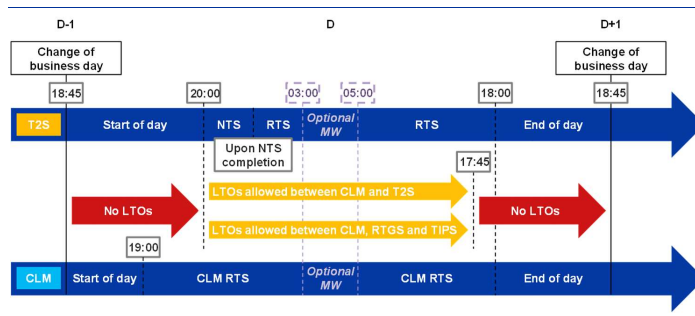 D-1
D
D+1
Change of
business day
Change of
business day
18:45
20:00
03:00
05:00
18:00
18:45
T2S
Start of day
NTS
RTS
Optional
MW
RTS
End of day
Upon NTS
completion
17:45
LTOs allowed between CLM and T2S
No LTOs
No LTOs
LTOs allowed between CLM, RTGS and TIPS
19:00
CLM
Start of day
CLM RTS
Optional
MW
CLM RTS
End of day